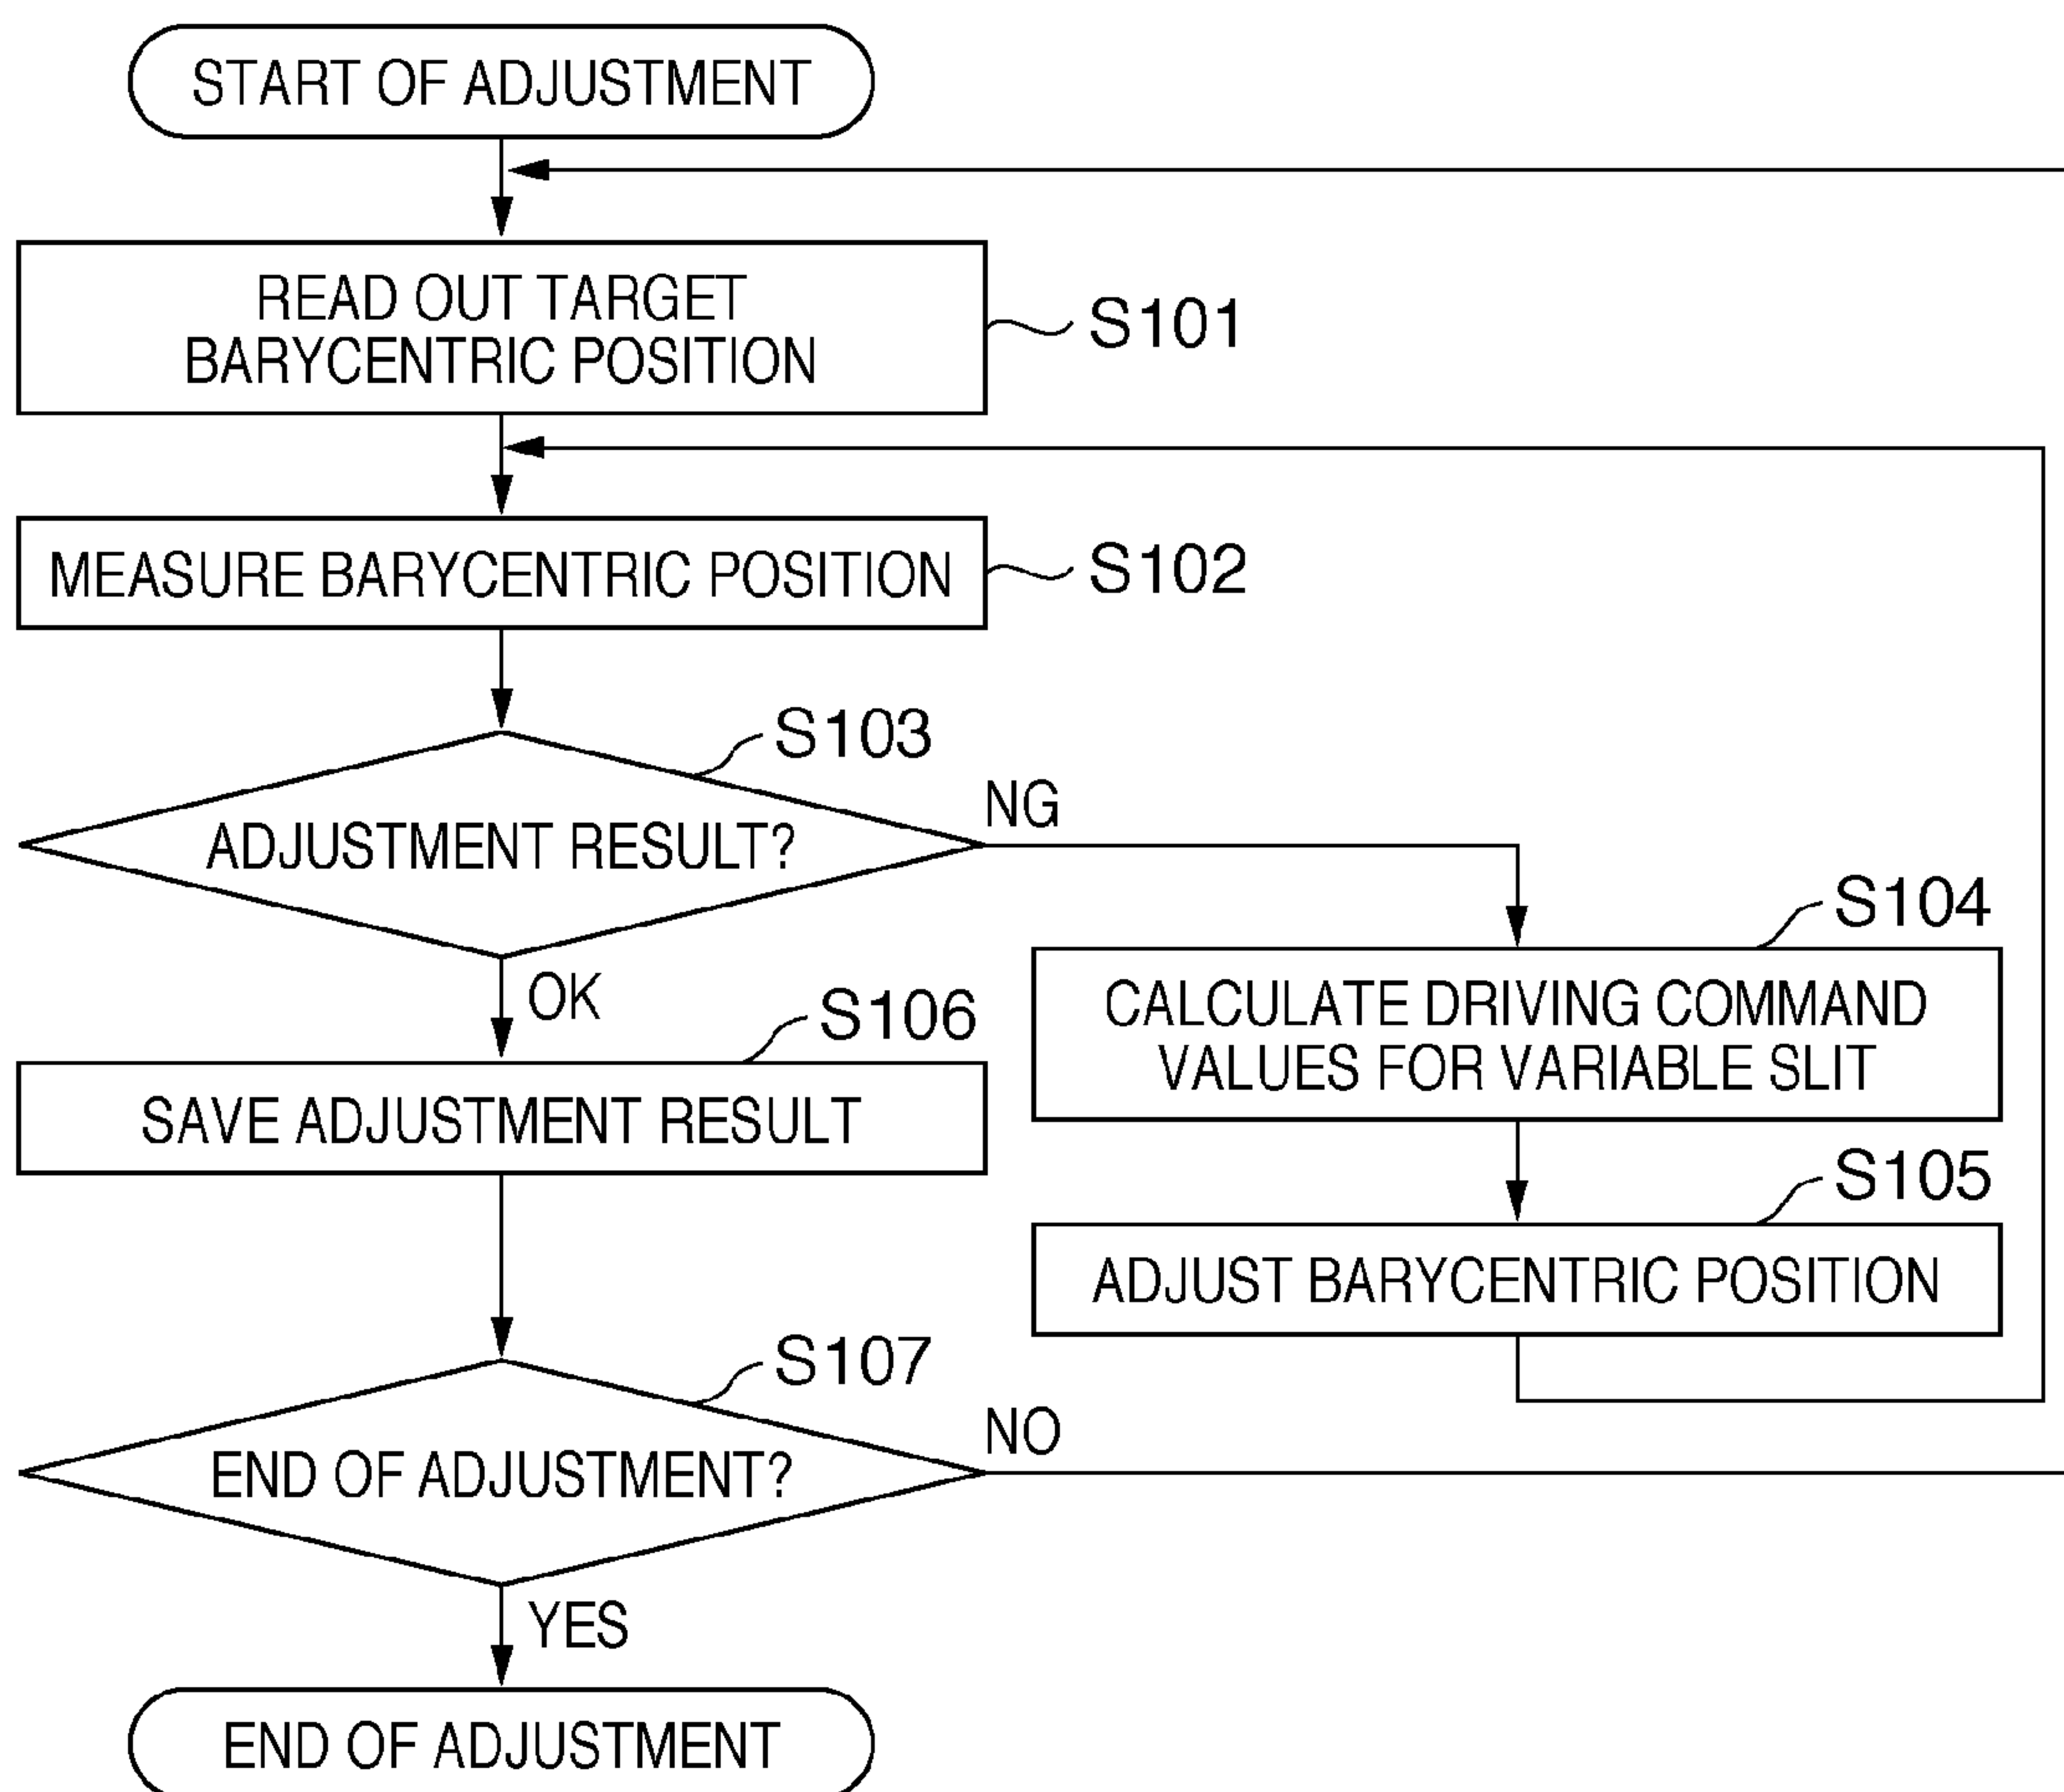 START OF ADJUSTMENT
READ OUT TARGET
BARYCENTRIC POSITION
S101
MEASURE BARYCENTRIC POSITION
S102
S103
ADJUSTMENT RESULT?
NG
OK
S104
CALCULATE DRIVING COMMAND
VALUES FOR VARIABLE SLIT
S106
SAVE ADJUSTMENT RESULT
S105
ADJUST BARYCENTRIC POSITION
S107
END OF ADJUSTMENT?
NO
YES
END OF ADJUSTMENT